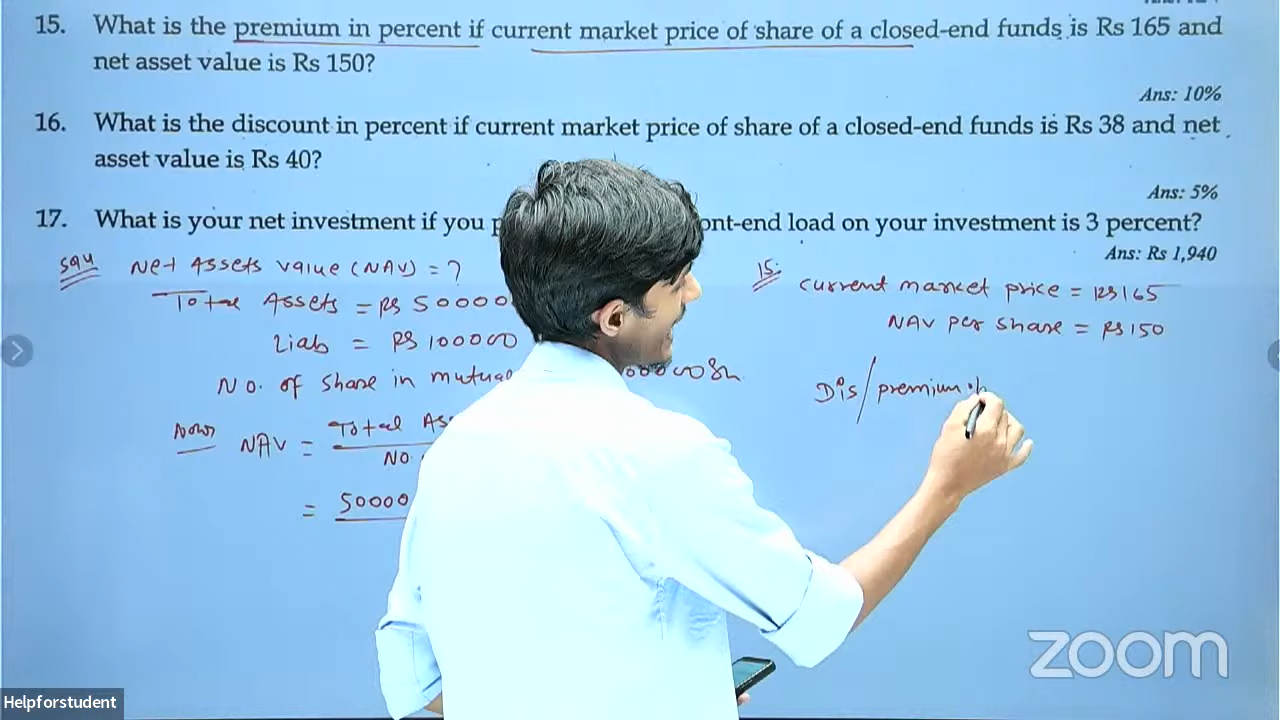 15. What is the premium in percent if current market price of share of a closed-end funds is Rs 165 and
net asset value is Rs 150?
Ans: 10%
16. What is the discount in percent if current market price of share of a closed-end funds is Rs 38 and net
asset value is Rs 40?
Ans: 5%
17. What is your net investment if you ont-end load on your investment is 3 percent?
Ans: Rs 1,940
Net Assets value (NAV) = ?
Total Assets = Rs 50000
Liab = Rs 100000
No. of share in mutual
Now NAV = Total As
No.
= 50000
15. current market price = Rs 165
NAV per share = Rs 150
Dis/premium %
zoom
Helpforstudent